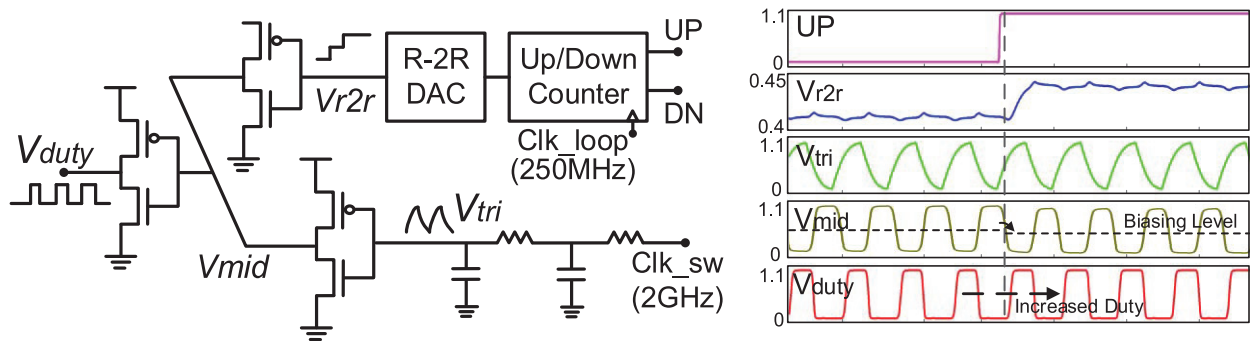 UP
R-2R
DAC
Up/Down
Counter
DN
Vr2r
Clk_loop
(250MHz)
Vduty
Vtri
Vmid
Clk_sw
(2GHz)
1.1
UP
0
0.45
Vr2r
0.4
1.1
Vtri
0
1.1
Vmid
Biasing Level
0
1.1
Vduty
Increased Duty
0